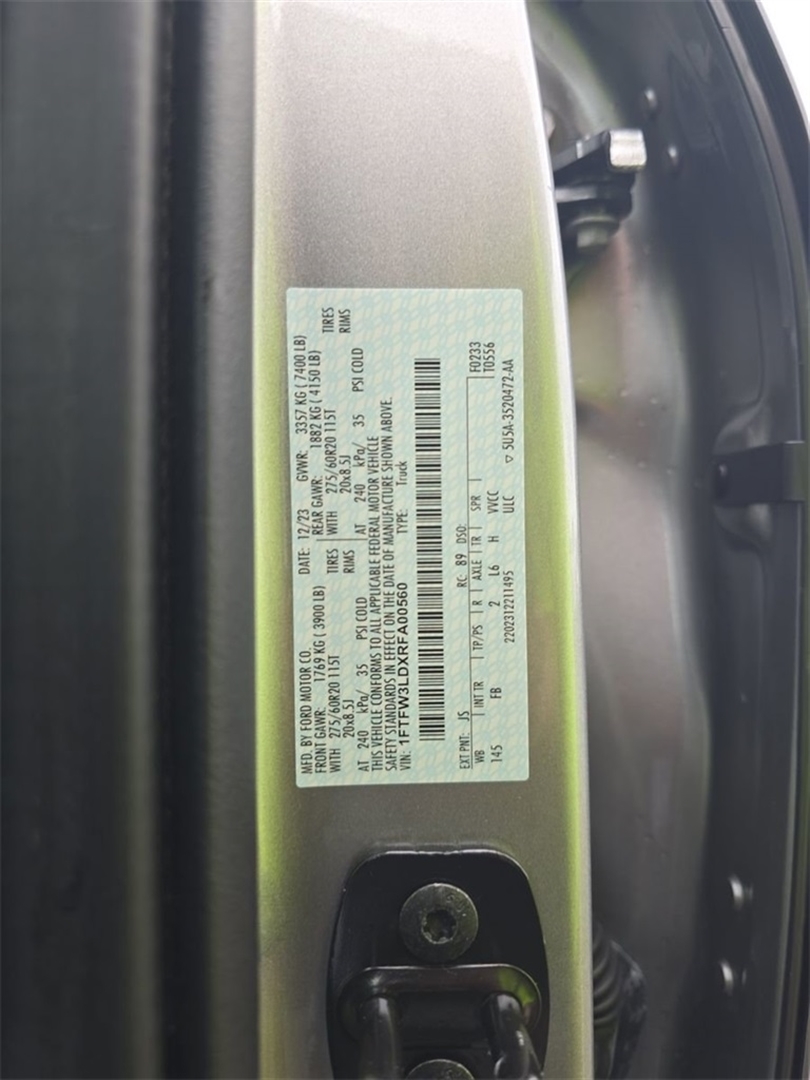 MFD. BY FORD MOTOR CO.
DATE: 12/23 GVWR: 3357 KG ( 7400 LB)
FRONT GAWR: 1769 KG ( 3900 LB) REAR GAWR: 1882 KG ( 4150 LB)
WITH 275/60R20 115T TIRES WITH 275/60R20 115T TIRES
20x8.5J RIMS 20x8.5J RIMS
AT 240 kPa/ 35 PSI COLD AT 240 kPa/ 35 PSI COLD
THIS VEHICLE CONFORMS TO ALL APPLICABLE FEDERAL MOTOR VEHICLE
SAFETY STANDARDS IN EFFECT ON THE DATE OF MANUFACTURE SHOWN ABOVE.
VIN: 1FTFW3LDXRFA00560 TYPE: Truck
F0233
T0556
EXT PNT: JS RC: 89 DSO:
WB INT TR TP/PS R AXLE TR SPR
145 FB 2 L6 H VVCC
2202312211495 ULC
▽ 5U5A-3520472-AA